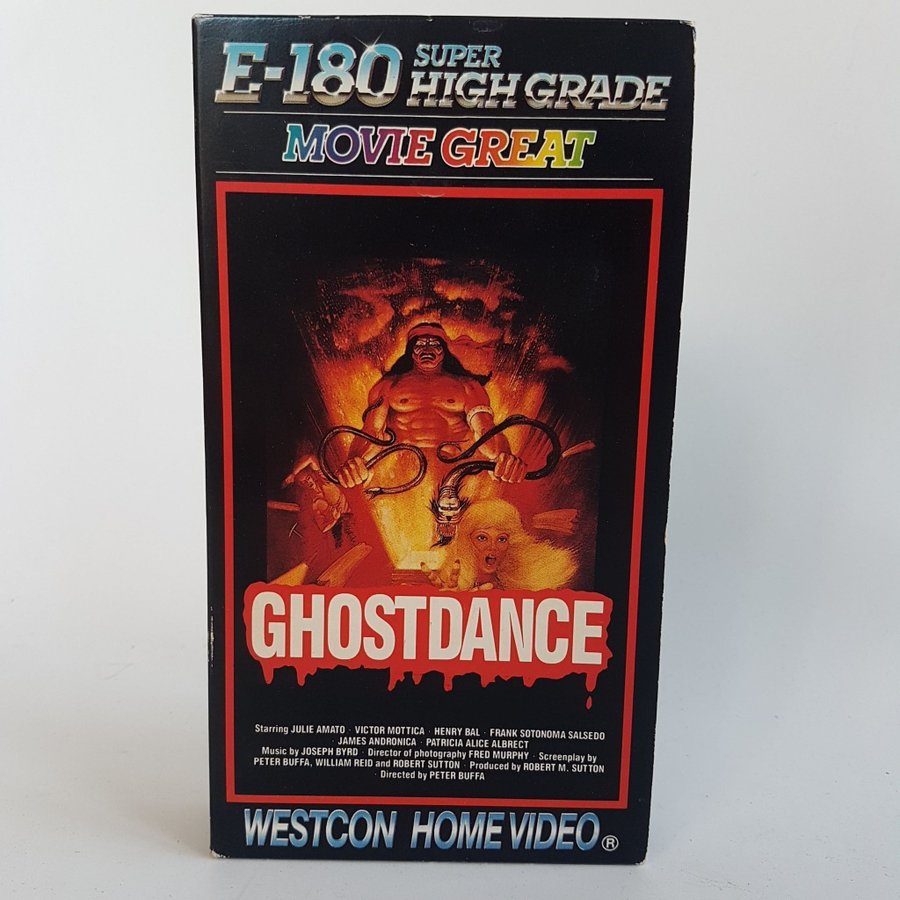 E-180 SUPER HIGH GRADE
MOVIE GREAT
GHOSTDANCE
Starring JULIE AMATO · VICTOR MOTTICA · HENRY BAL · FRANK SOTONOMA SALSEDO
· JAMES ANDRONICA · PATRICIA ALICE ALBRECT
Music by JOSEPH BYRD · Director of photography FRED MURPHY · Screenplay by
PETER BUFFA, WILLIAM REID and ROBERT SUTTON · Produced by ROBERT M. SUTTON
· Directed by PETER BUFFA
WESTCON HOME VIDEO ®